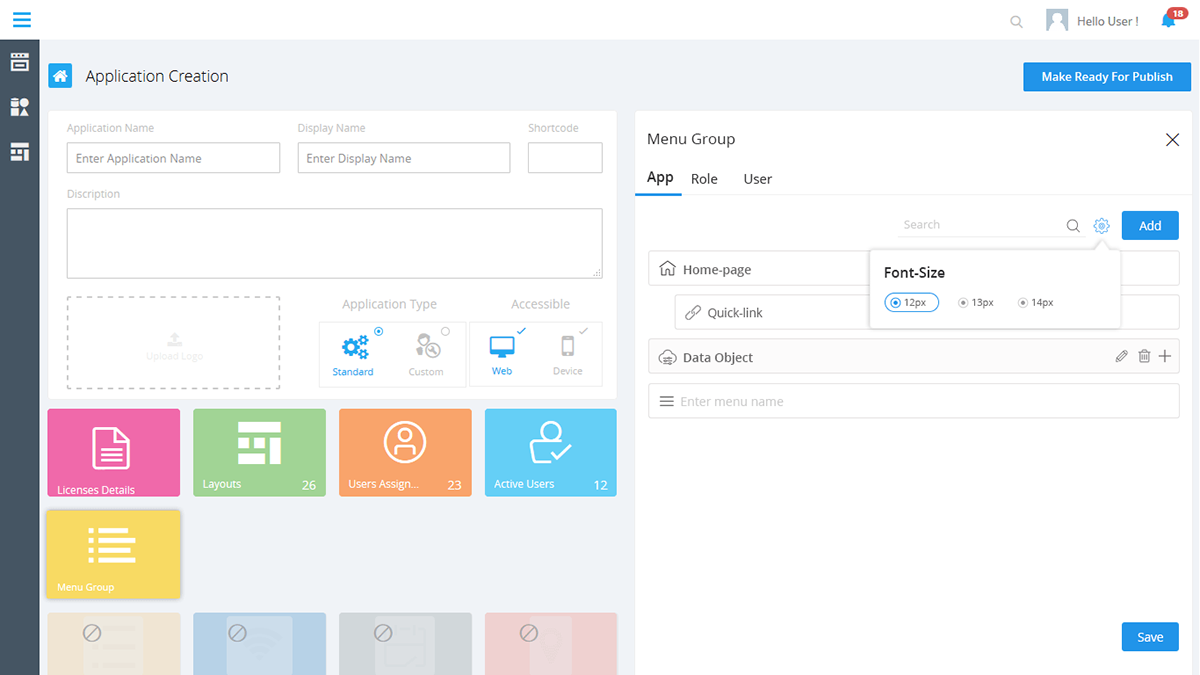 18
Hello User !
Application Creation
Make Ready For Publish
Application Name
Display Name
Shortcode
Enter Application Name
Enter Display Name
Discription
Upload Logo
Application Type
Accessible
Standard
Custom
Web
Device
Licenses Details
Layouts
26
Users Assign...
23
Active Users
12
Menu Group
Menu Group
App
Role
User
Search
Add
Home-page
Font-Size
12px
13px
14px
Quick-link
Data Object
Enter menu name
Save